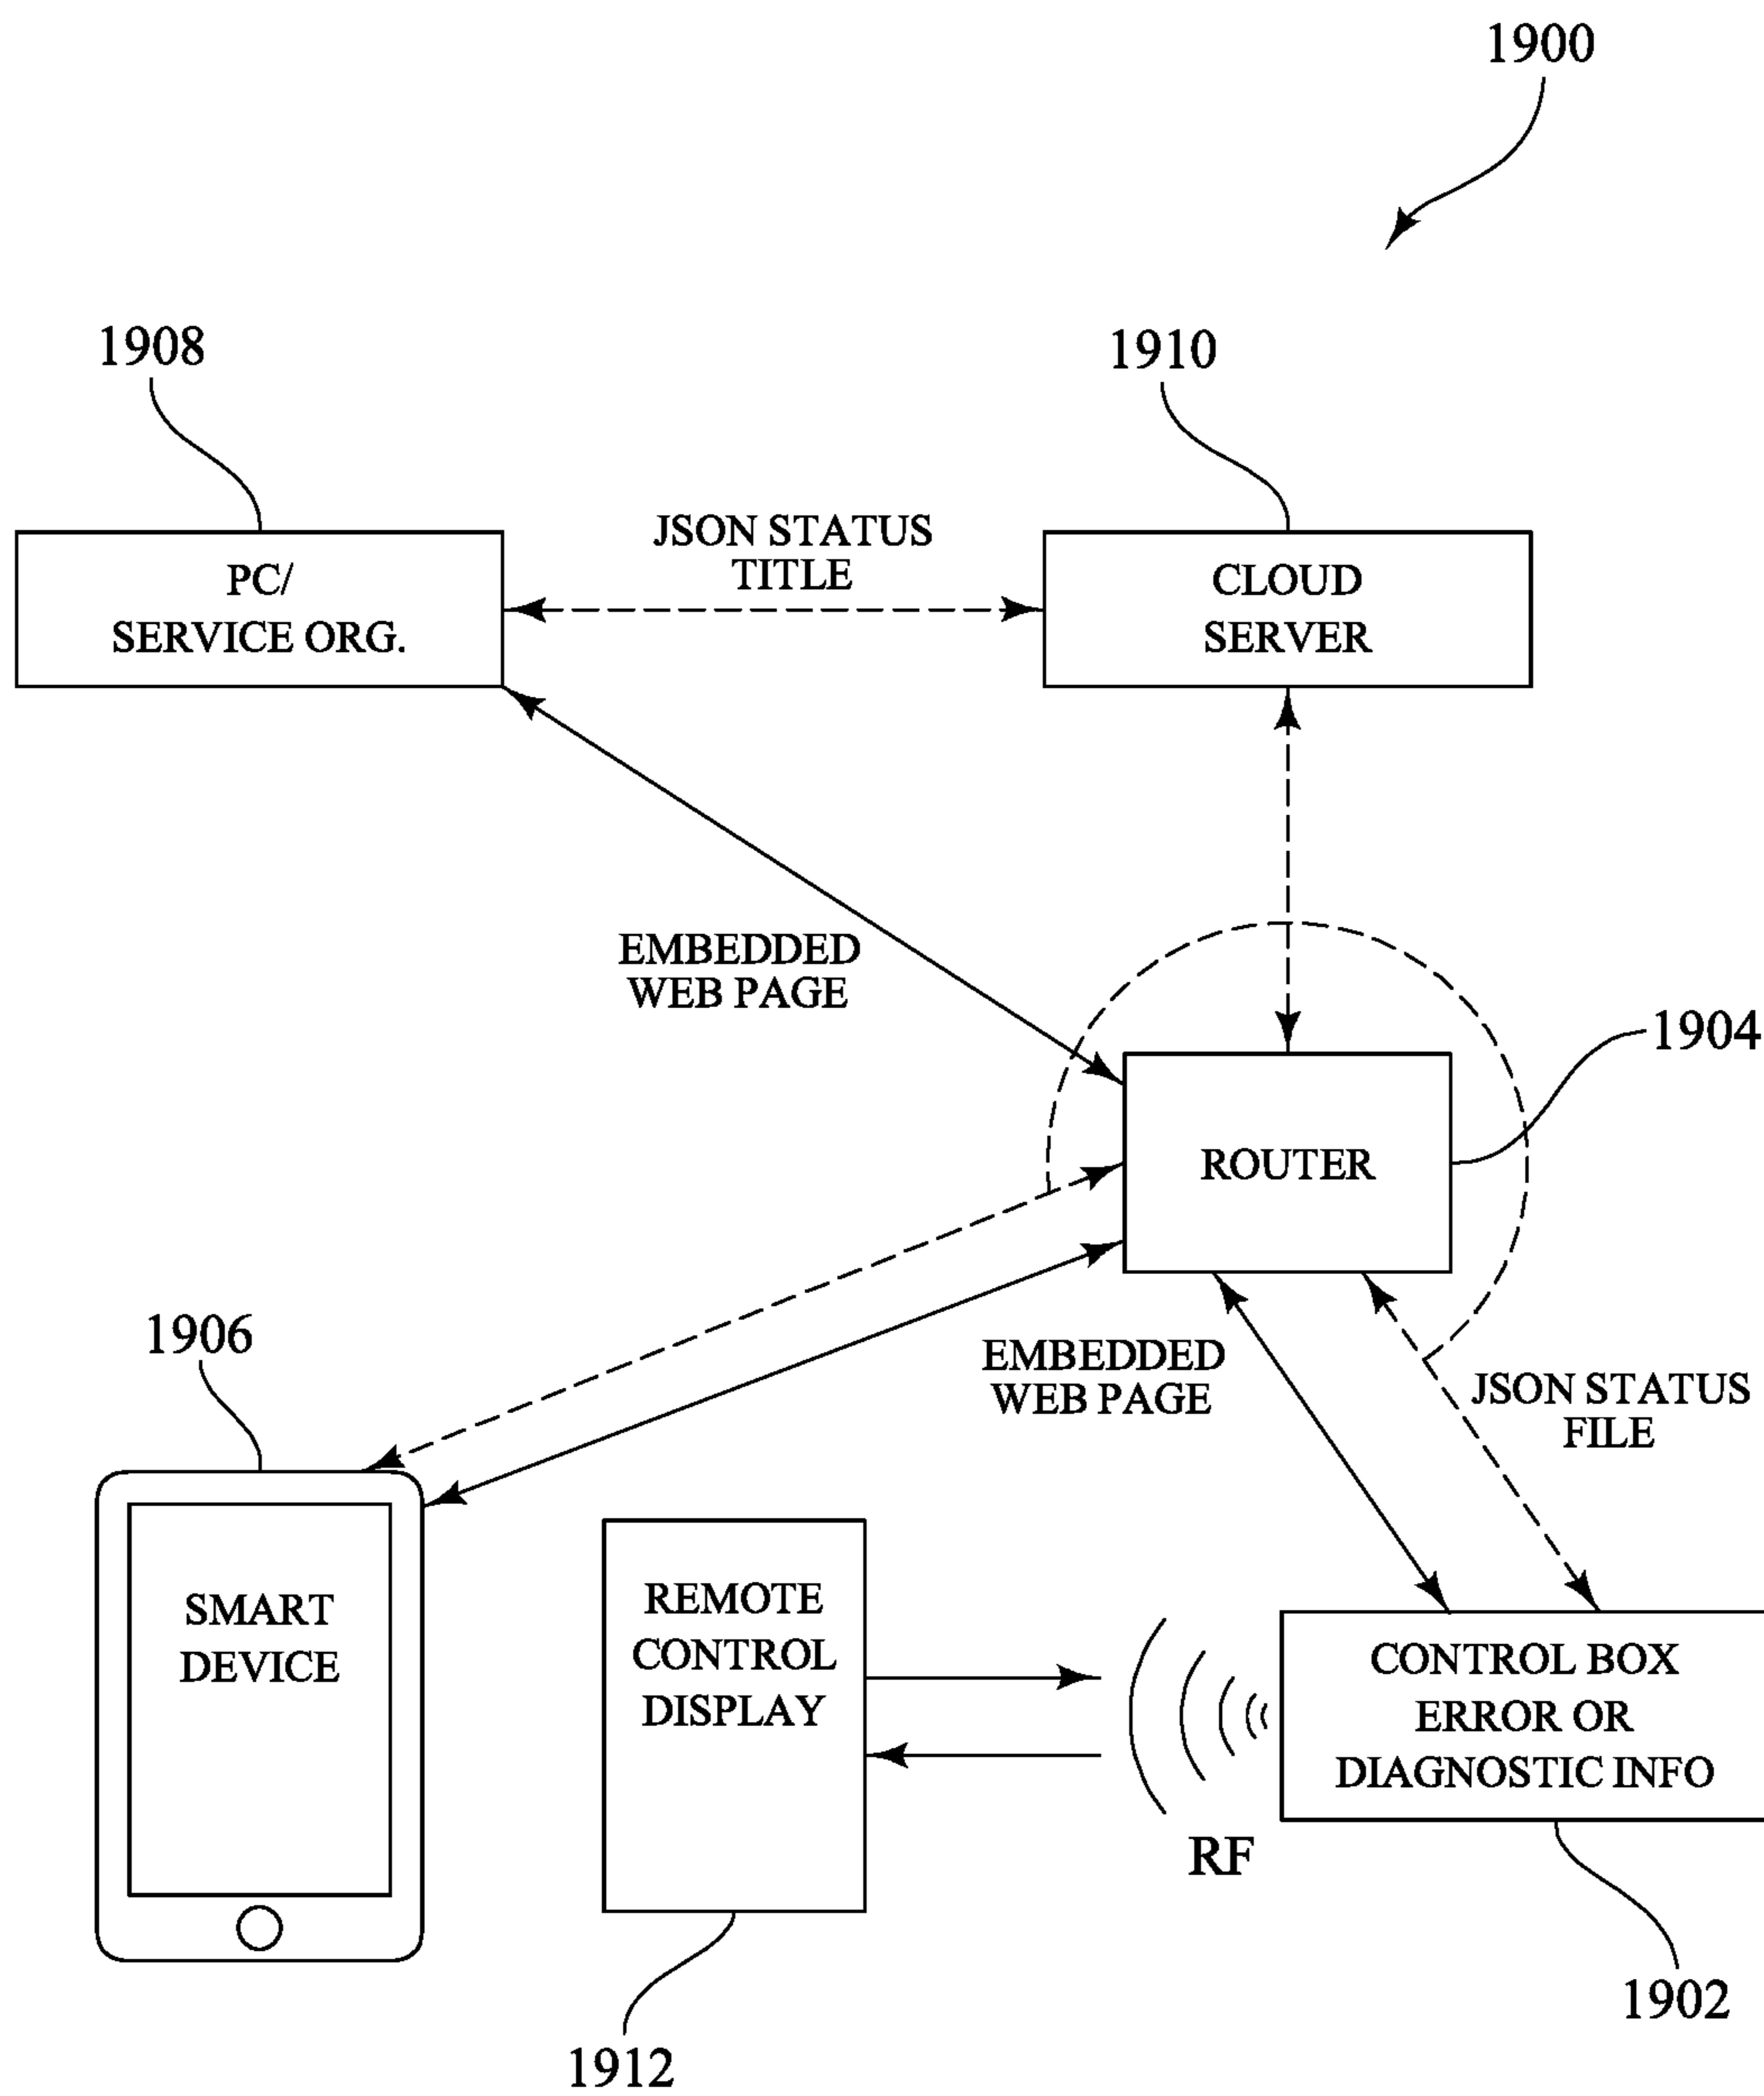 1900
1908
1910
JSON STATUS
TITLE
PC/
SERVICE ORG.
CLOUD
SERVER
EMBEDDED
WEB PAGE
1904
ROUTER
1906
EMBEDDED
WEB PAGE
JSON STATUS
FILE
SMART
DEVICE
REMOTE
CONTROL
DISPLAY
CONTROL BOX
ERROR OR
DIAGNOSTIC INFO
RF
1902
1912